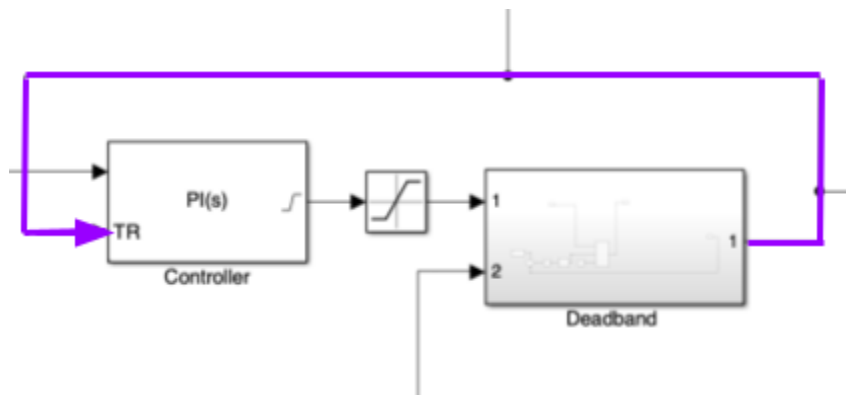 PI(s)
TR
Controller
1
2
1
Deadband